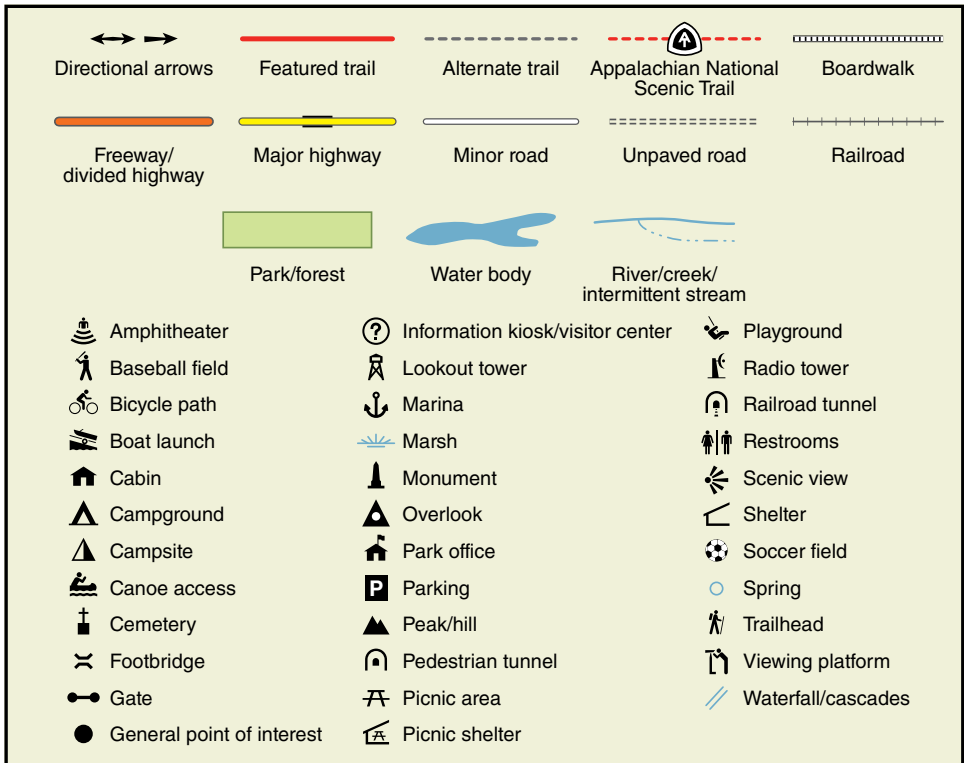 Directional arrows
Featured trail
Alternate trail
Appalachian National
Scenic Trail
Boardwalk
Freeway/
divided highway
Major highway
Minor road
Unpaved road
Railroad
Park/forest
Water body
River/creek/
intermittent stream
Amphitheater
Baseball field
Bicycle path
Boat launch
Cabin
Campground
Campsite
Canoe access
Cemetery
Footbridge
Gate
General point of interest
? Information kiosk/visitor center
Lookout tower
Marina
Marsh
Monument
Overlook
Park office
P Parking
Peak/hill
Pedestrian tunnel
Picnic area
Picnic shelter
Playground
Radio tower
Railroad tunnel
Restrooms
Scenic view
Shelter
Soccer field
Spring
Trailhead
Viewing platform
Waterfall/cascades